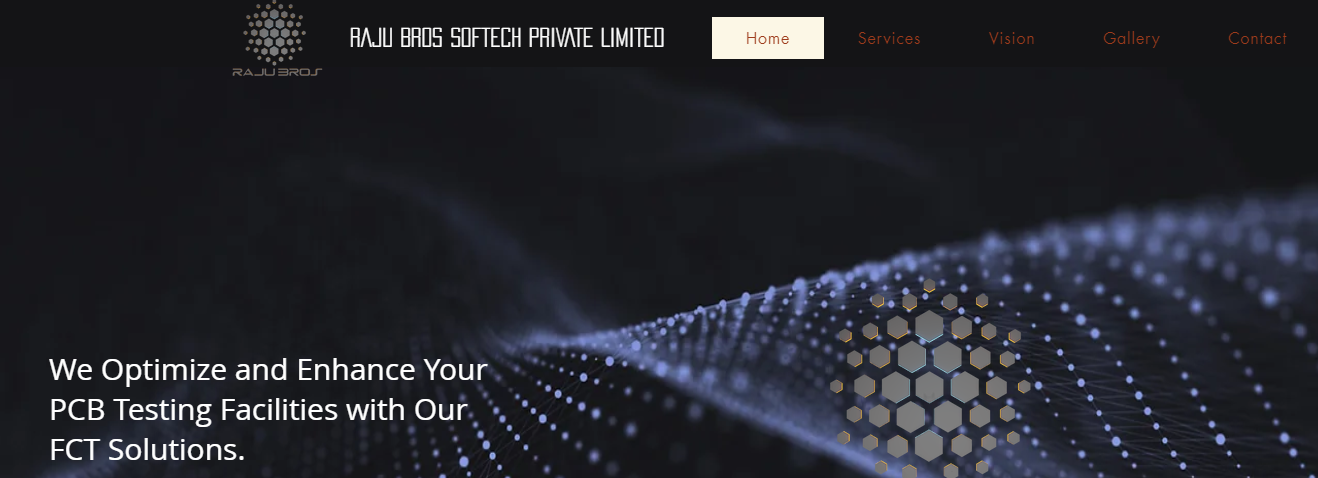 RAJU BROS
RAJU BROS SOFTECH PRIVATE LIMITED
Home
Services
Vision
Gallery
Contact
We Optimize and Enhance Your
PCB Testing Facilities with Our
FCT Solutions.